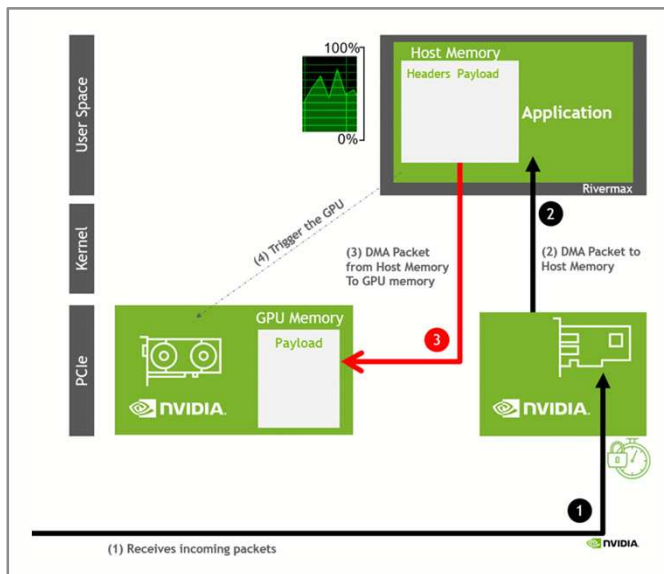 User Space
Kernel
PCIe
100%
0%
Host Memory
Headers Payload
Application
Rivermax
2
(4) Trigger the GPU
(3) DMA Packet
from Host Memory
To GPU memory
(2) DMA Packet to
Host Memory
GPU Memory
Payload
3
NVIDIA.
NVIDIA.
1
(1) Receives incoming packets
NVIDIA.